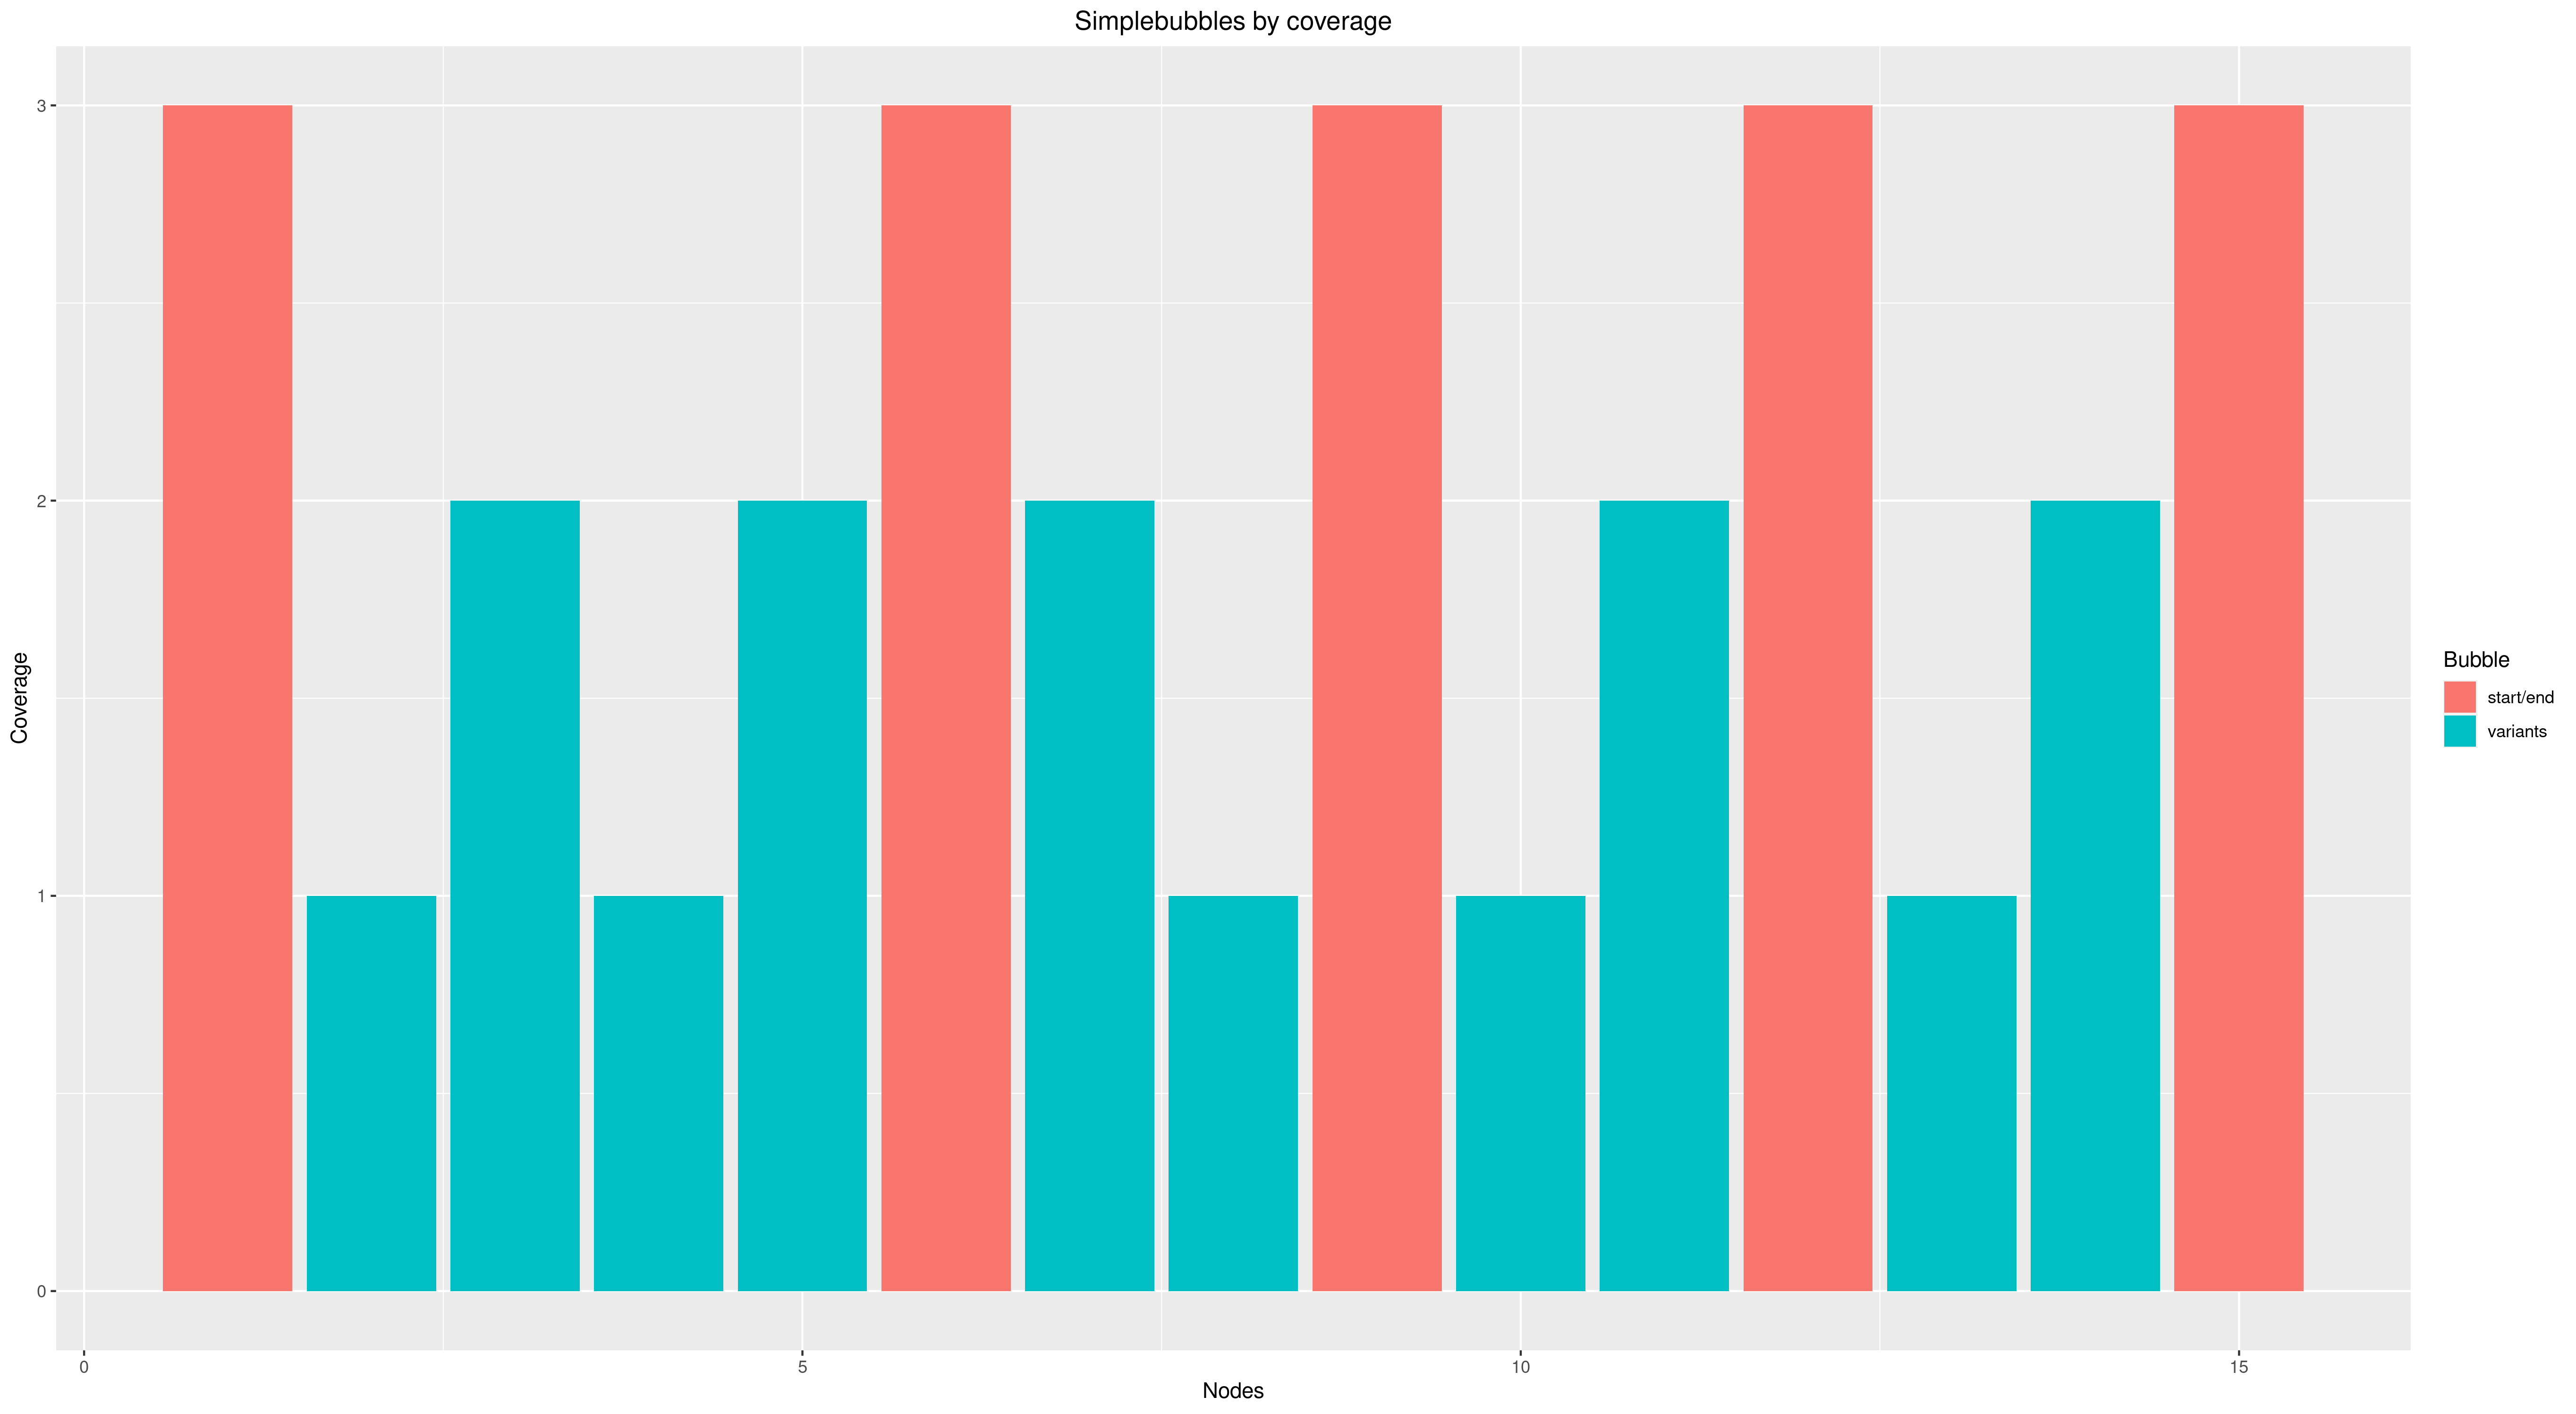 Simplebubbles by coverage
3
2
1
0
Coverage
0 5 10 15
Nodes
Bubble
start/end
variants